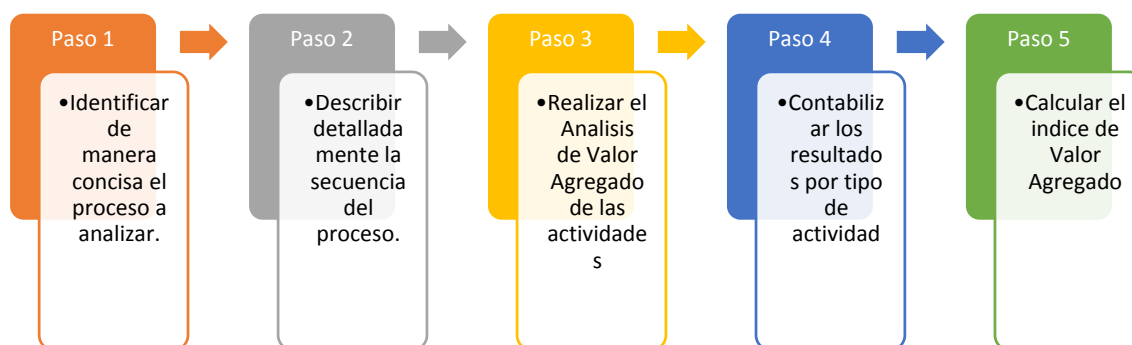 Paso 1
•Identificar
de
manera
concisa el
proceso a
analizar.
Paso 2
•Describir
detallada
mente la
secuencia
del
proceso.
Paso 3
•Realizar el
Analisis
de Valor
Agregado
de las
actividade
s
Paso 4
•Contabiliz
ar los
resultado
s por tipo
de
actividad
Paso 5
•Calcular el
indice de
Valor
Agregado